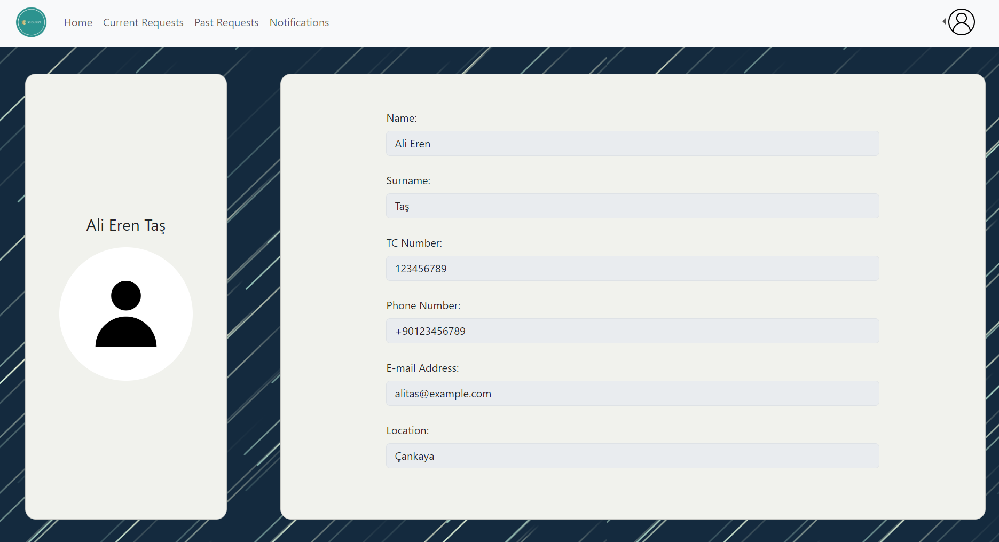 securent
Home Current Requests Past Requests Notifications
Ali Eren Taş
Name:
Ali Eren
Surname:
Taş
TC Number:
123456789
Phone Number:
+90123456789
E-mail Address:
alitas@example.com
Location:
Çankaya